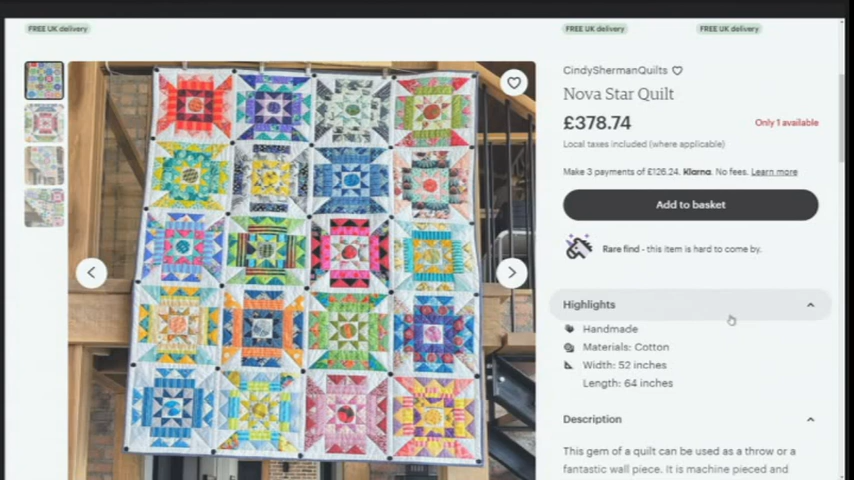 FREE UK delivery
FREE UK delivery
FREE UK delivery
CindyShermanQuilts
Nova Star Quilt
£378.74
Only 1 available
Local taxes included (where applicable)
Make 3 payments of £126.24. Klarna. No fees. Learn more
Add to basket
Rare find - this item is hard to come by.
Highlights
Handmade
Materials: Cotton
Width: 52 inches
Length: 64 inches
Description
This gem of a quilt can be used as a throw or a
fantastic wall piece. It is machine pieced and